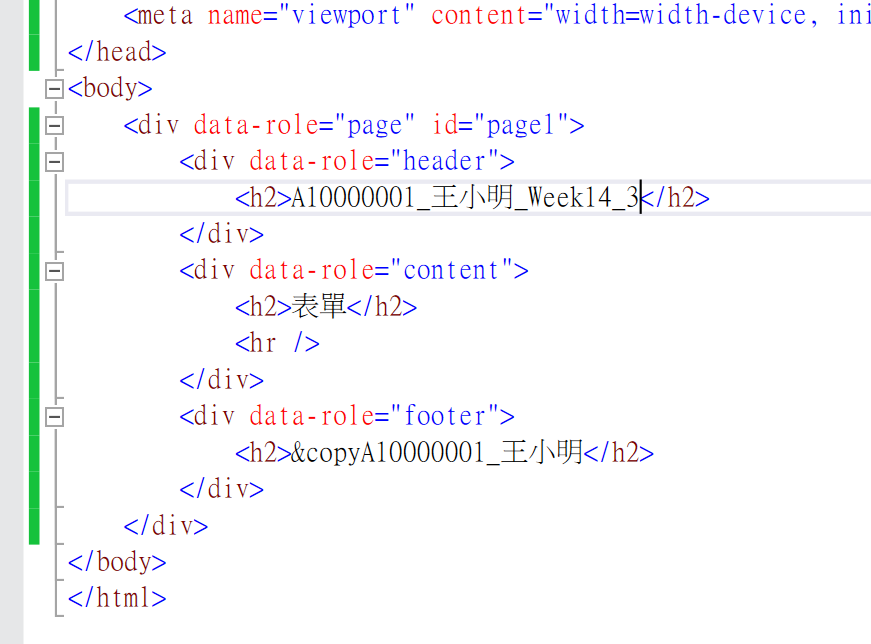 <meta name="viewport" content="width=width-device, ini
</head>
<body>
<div data-role="page" id="page1">
<div data-role="header">
<h2>A10000001_王小明_Week14_3</h2>
</div>
<div data-role="content">
<h2>表單</h2>
<hr />
</div>
<div data-role="footer">
<h2>&copyA10000001_王小明</h2>
</div>
</div>
</body>
</html>